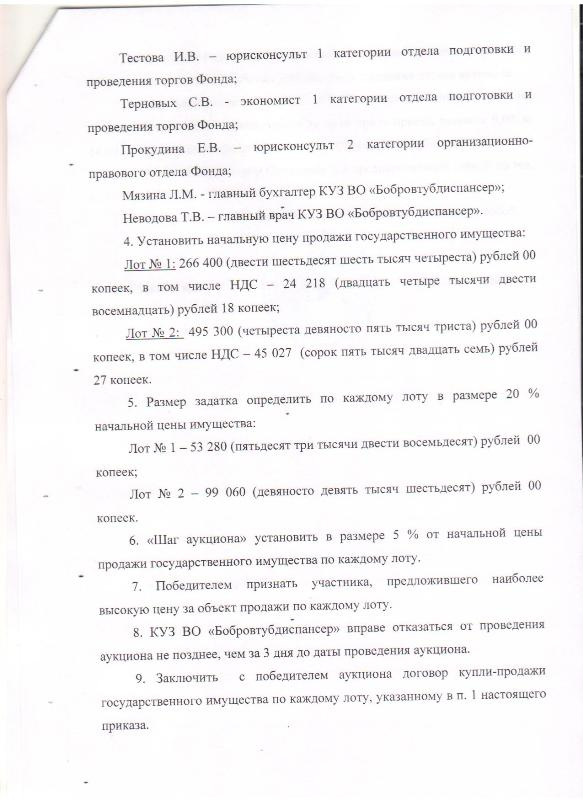 Тестова И.В. – юрисконсульт 1 категории отдела подготовки и
проведения торгов Фонда;
Терновых С.В. - экономист 1 категории отдела подготовки и
проведения торгов Фонда;
Прокудина Е.В. – юрисконсульт 2 категории организационно-
правового отдела Фонда;
Мязина Л.М. - главный бухгалтер КУЗ ВО «Бобровтубдиспансер»;
Неводова Т.В. – главный врач КУЗ ВО «Бобровтубдиспансер».
4. Установить начальную цену продажи государственного имущества:
Лот № 1: 266 400 (двести шестьдесят шесть тысяч четыреста) рублей 00
копеек, в том числе НДС – 24 218 (двадцать четыре тысячи двести
восемнадцать) рублей 18 копеек;
Лот № 2: 495 300 (четыреста девяносто пять тысяч триста) рублей 00
копеек, в том числе НДС – 45 027 (сорок пять тысяч двадцать семь) рублей
27 копеек.
5. Размер задатка определить по каждому лоту в размере 20 %
начальной цены имущества:
Лот № 1 – 53 280 (пятьдесят три тысячи двести восемьдесят) рублей 00
копеек;
Лот № 2 – 99 060 (девяносто девять тысяч шестьдесят) рублей 00
копеек.
6. «Шаг аукциона» установить в размере 5 % от начальной цены
продажи государственного имущества по каждому лоту.
7. Победителем признать участника, предложившего наиболее
высокую цену за объект продажи по каждому лоту.
8. КУЗ ВО «Бобровтубдиспансер» вправе отказаться от проведения
аукциона не позднее, чем за 3 дня до даты проведения аукциона.
9. Заключить с победителем аукциона договор купли-продажи
государственного имущества по каждому лоту, указанному в п. 1 настоящего
приказа.